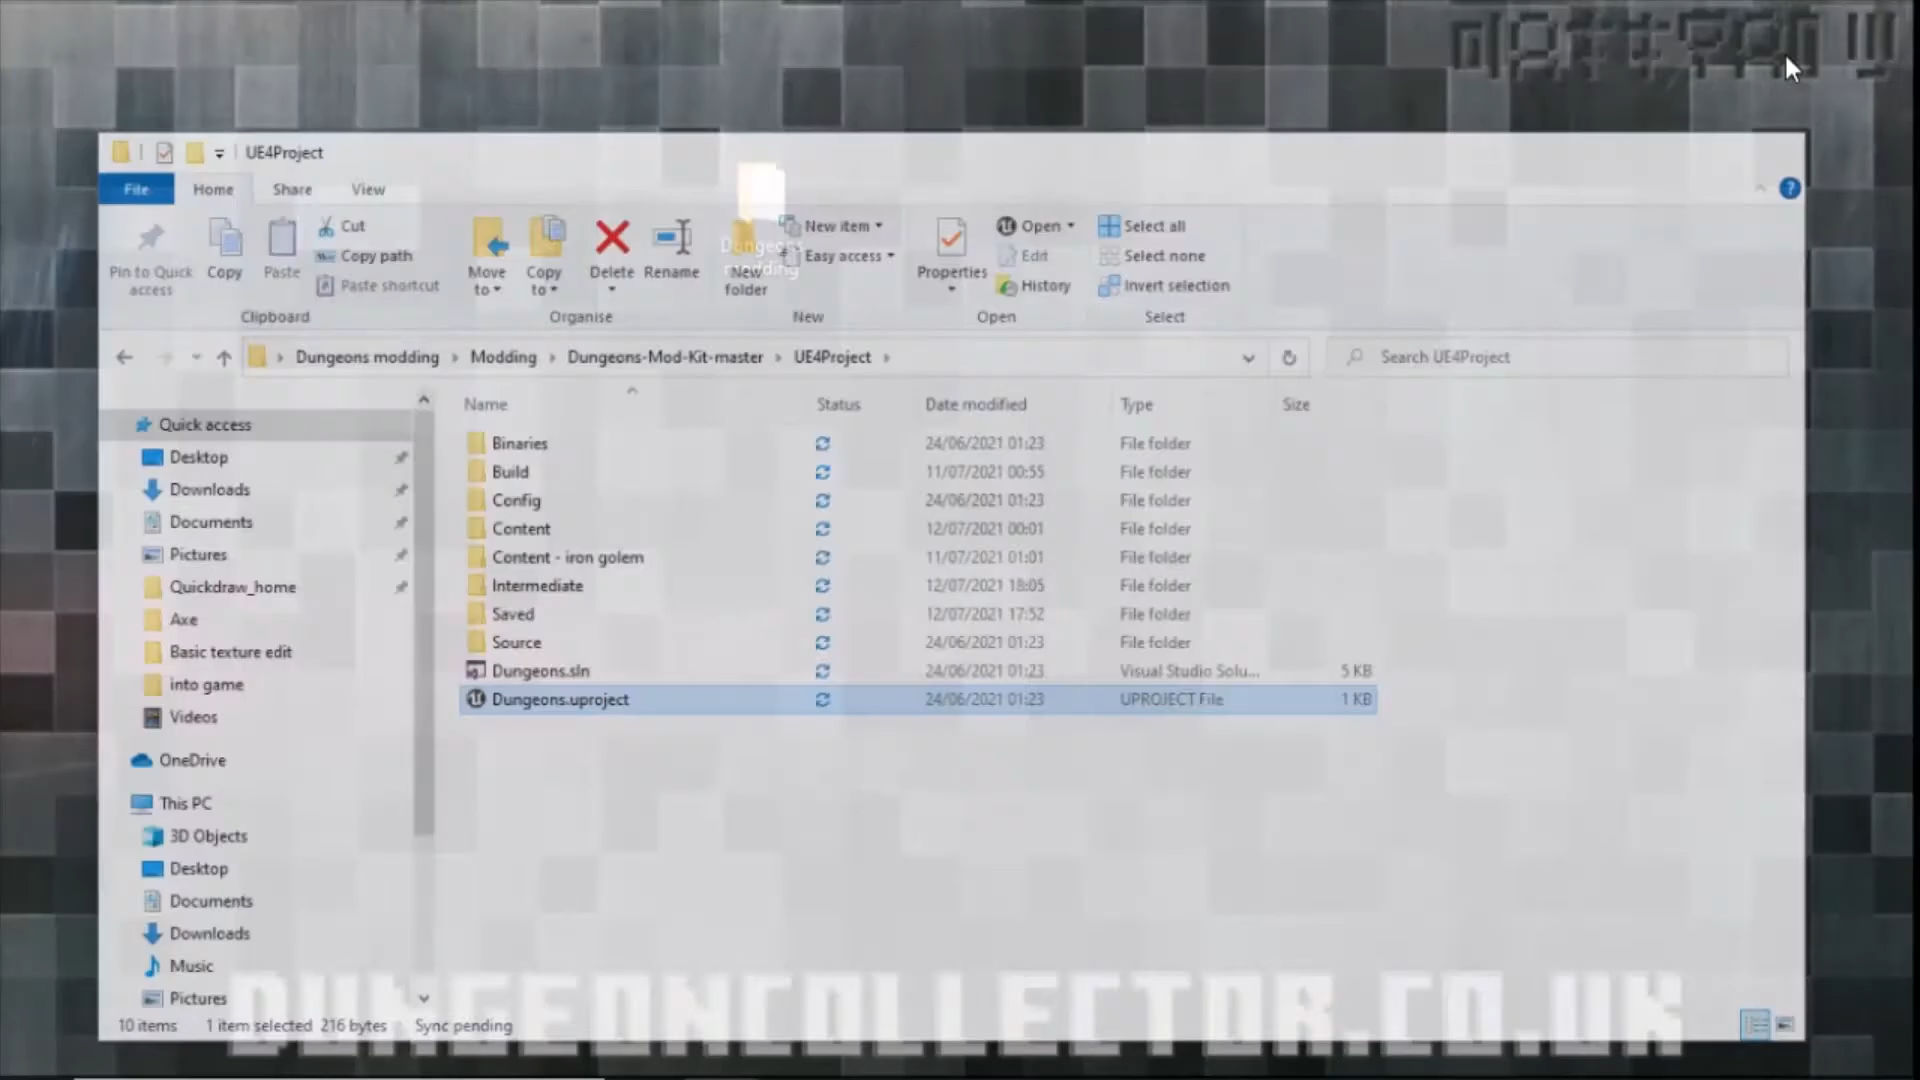 UE4Project
File Home Share View
Pin to Quick access
Copy
Paste
Cut
Copy path
Paste shortcut
Clipboard
Move to
Copy to
Delete
Rename
Organise
Dungeons modding
New folder
New item
Easy access
New
Properties
Open
Edit
History
Open
Select all
Select none
Invert selection
Select
Dungeons modding Modding Dungeons-Mod-Kit-master UE4Project
Search UE4Project
Quick access
Desktop
Downloads
Documents
Pictures
Quickdraw_home
Axe
Basic texture edit
into game
Videos
OneDrive
This PC
3D Objects
Desktop
Documents
Downloads
Music
Pictures
Name Status Date modified Type Size
Binaries 24/06/2021 01:23 File folder
Build 11/07/2021 00:55 File folder
Config 24/06/2021 01:23 File folder
Content 12/07/2021 00:01 File folder
Content - iron golem 11/07/2021 01:01 File folder
Intermediate 12/07/2021 18:05 File folder
Saved 12/07/2021 17:52 File folder
Source 24/06/2021 01:23 File folder
Dungeons.sln 24/06/2021 01:23 Visual Studio Solu... 5 KB
Dungeons.uproject 24/06/2021 01:23 UPROJECT File 1 KB
DUNGEONCOLLECTOR.CO.UK
10 items 1 item selected 216 bytes Sync pending